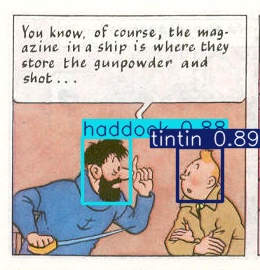 You know, of course, the mag-
azine in a ship is where they
store the gunpowder and
shot...
haddock 0.88
tintin 0.89